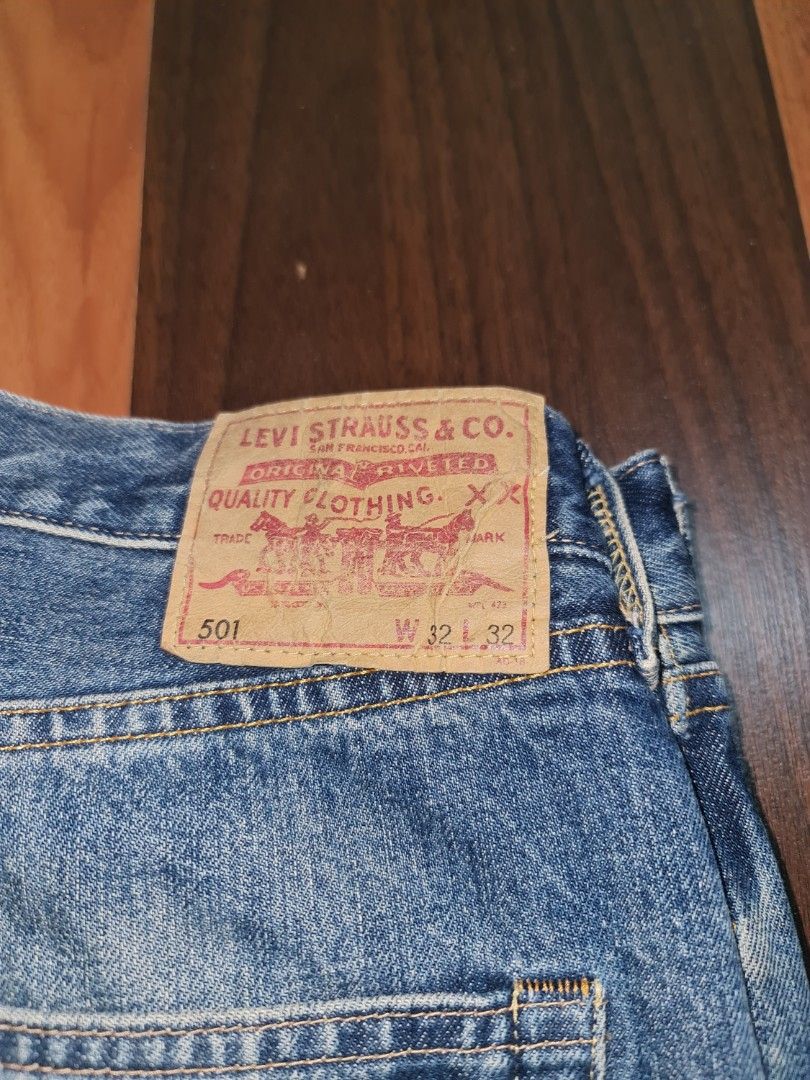 LEVI STRAUSS & CO.
SAN FRANCISCO, CAL.
ORIGINAL RIVETED
QUALITY CLOTHING. XX
TRADE MARK
501 W 32 L 32